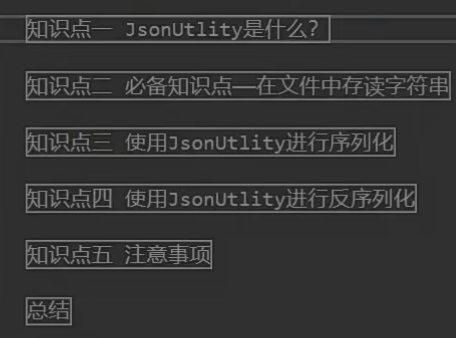 知识点一 JsonUtlity是什么？
知识点二 必备知识点——在文件中存读字符串
知识点三 使用JsonUtlity进行序列化
知识点四 使用JsonUtlity进行反序列化
知识点五 注意事项
总结